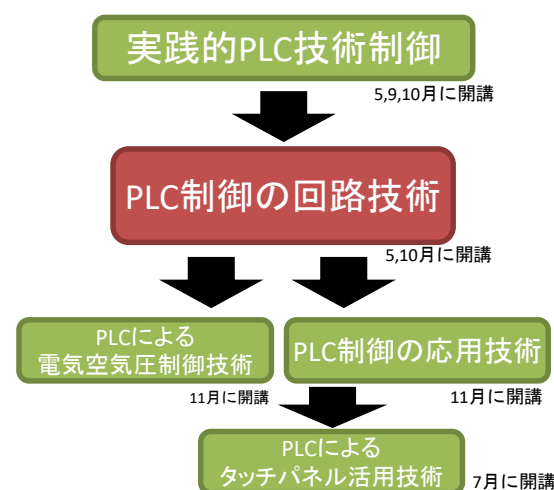 実践的PLC技術制御
5,9,10月に開講
PLC制御の回路技術
5,10月に開講
PLCによる
電気空気圧制御技術
11月に開講
PLC制御の応用技術
11月に開講
PLCによる
タッチパネル活用技術
7月に開講